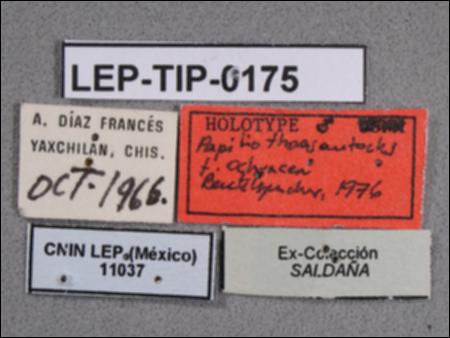 LEP-TIP-0175
A. DÍAZ FRANCÉS
YAXCHILÁN, CHIS.
OCT. 1966.
HOLOTYPE ♂
Papilio thoas autocles
f. ochracea
Beutelspacher, 1976
CNIN LEP (México)
11037
Ex-Colección
SALDAÑA